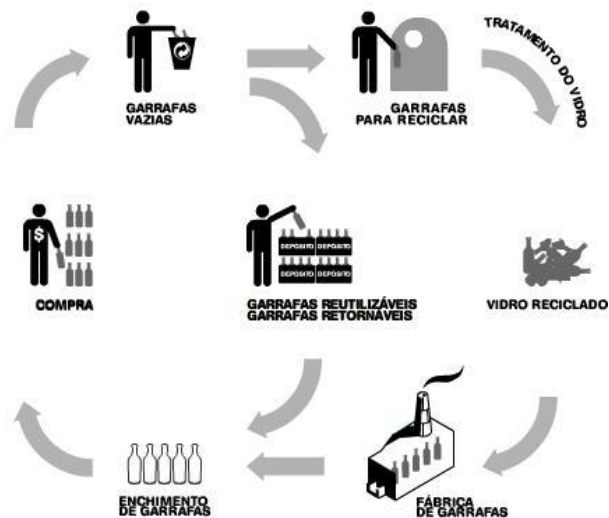 GARRAFAS
VAZIAS
GARRAFAS
PARA RECICLAR
TRATAMENTO DO VIDRO
$
COMPRA
DEPOSITO DEPOSITO
DEPOSITO DEPOSITO
GARRAFAS REUTILIZÁVEIS
GARRAFAS RETORNÁVEIS
VIDRO RECICLADO
ENCHIMENTO
DE GARRAFAS
FÁBRICA
DE GARRAFAS